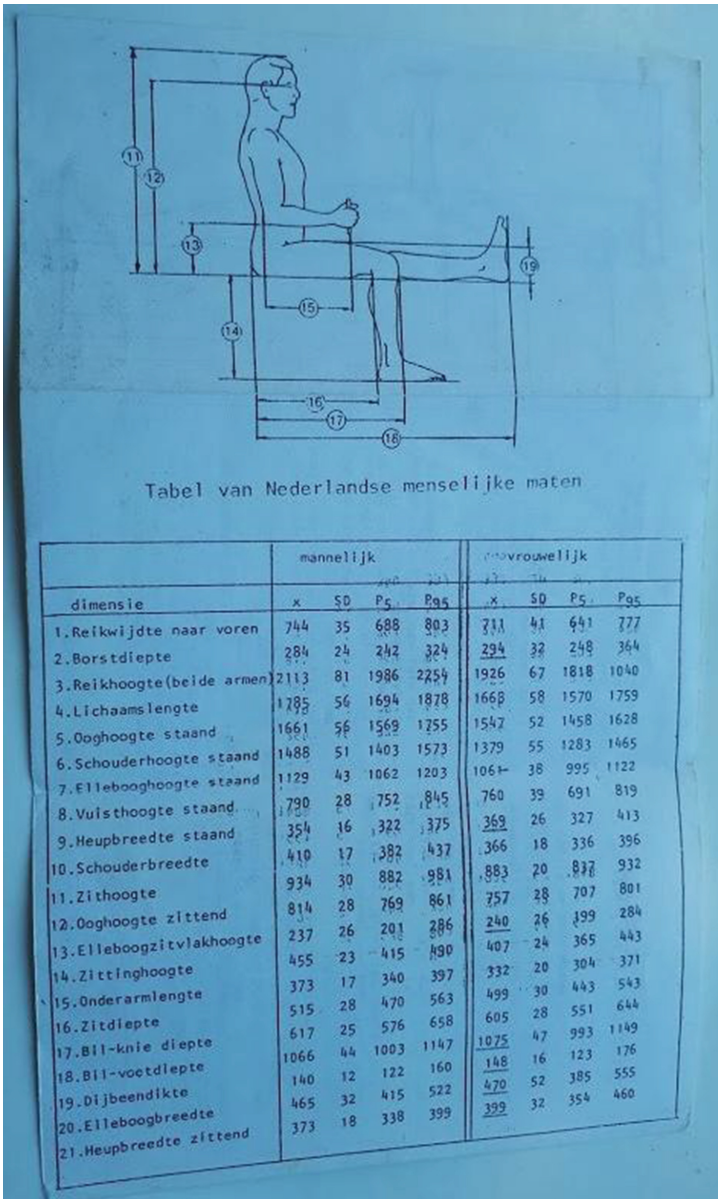 11
12
13
19
15
14
16
17
18
Tabel van Nederlandse menselijke maten
mannelijk vrouwelijk
dimensie x SD P5 P95 x SD P5 P95
1.Reikwijdte naar voren 744 35 688 803 711 41 641 777
2.Borstdiepte 284 24 242 324 294 32 248 364
3.Reikhoogte(beide armen) 2113 81 1986 2254 1926 67 1818 1040
4.Lichaamslengte 1785 56 1694 1878 1668 58 1570 1759
5.Ooghoogte staand 1661 56 1569 1755 1547 52 1458 1628
6.Schouderhoogte staand 1488 51 1403 1573 1379 55 1283 1465
7.Ellebooghoogte staand 1129 43 1062 1203 1061 38 995 1122
8.Vuisthoogte staand 790 28 752 845 760 39 691 819
9.Heupbreedte staand 354 16 322 375 369 26 327 413
10.Schouderbreedte 410 17 382 437 366 18 336 396
11.Zithoogte 934 30 882 981 883 20 837 932
12.Ooghoogte zittend 814 28 769 861 757 28 707 801
13.Elleboogzitvlakhoogte 237 26 201 286 240 26 199 284
14.Zittinghoogte 455 23 415 490 407 24 365 443
15.Onderarmlengte 373 17 340 397 332 20 304 371
16.Zitdiepte 515 28 470 563 499 30 443 543
17.Bil-knie diepte 617 25 576 658 605 28 551 644
18.Bil-voetdiepte 1066 44 1003 1147 1075 47 993 1149
19.Dijbeendikte 140 12 122 160 148 16 123 176
20.Elleboogbreedte 465 32 415 522 470 52 385 555
21.Heupbreedte zittend 373 18 338 399 399 32 354 460